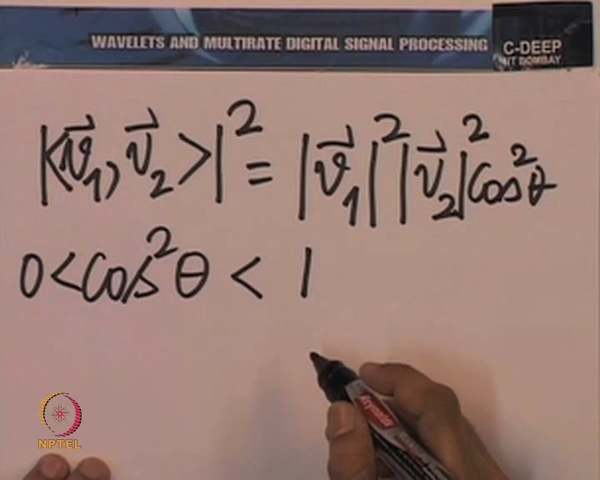 WAVELETS AND MULTIRATE DIGITAL SIGNAL PROCESSING
C-DEEP
IIT BOMBAY
|<v⃗₁, v⃗₂>|² = |v⃗₁|² |v⃗₂|² cos²θ
0 < cos²θ < 1
Reynolds
NPTEL